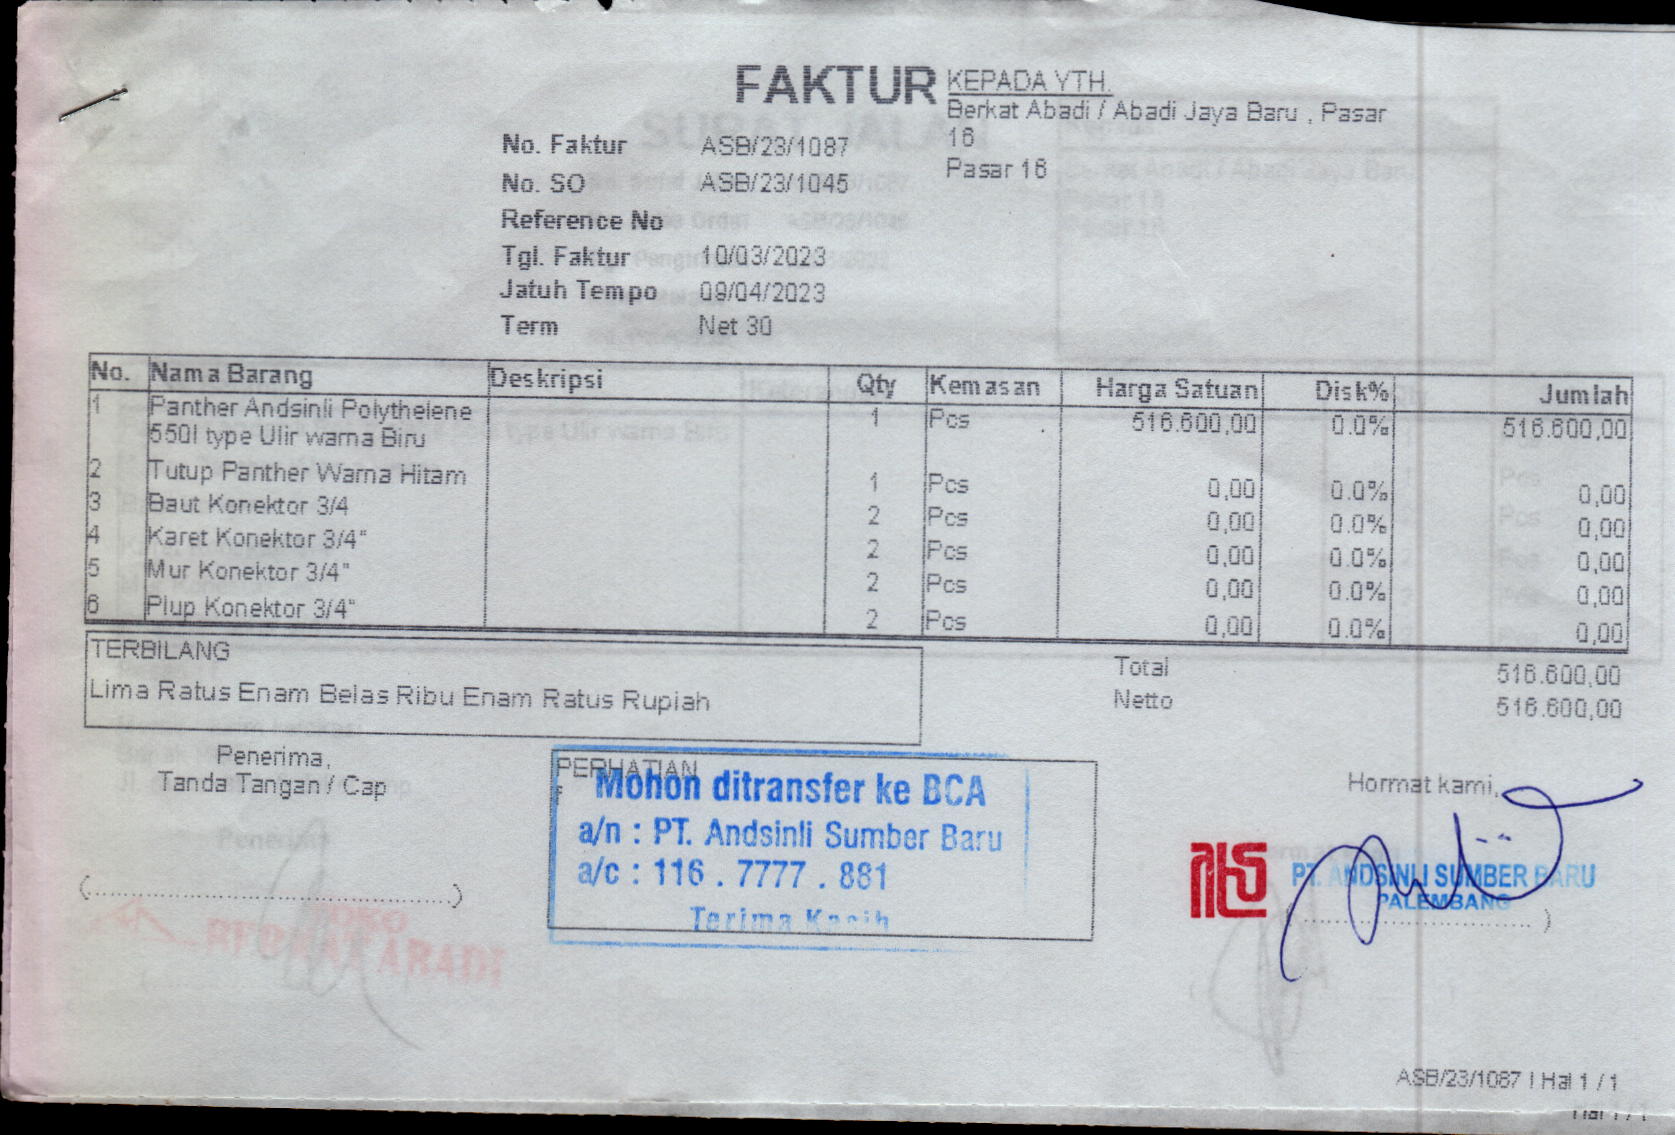 FAKTUR
KEPADA YTH.
Berkat Abadi / Abadi Jaya Baru , Pasar
16
Pasar 16
No. Faktur ASB/23/1087
No. SO ASB/23/1045
Reference No
Tgl. Faktur 10/03/2023
Jatuh Tempo 09/04/2023
Term Net 30
No. Nama Barang Deskripsi Qty Kemasan Harga Satuan Disk% Jumlah
1 Panther Andsinli Polythelene 1 Pcs 516.600,00 0.0% 516.600,00
550l type Ulir warna Biru
2 Tutup Panther Warna Hitam 1 Pcs 0,00 0.0% 0,00
3 Baut Konektor 3/4 2 Pcs 0,00 0.0% 0,00
4 Karet Konektor 3/4" 2 Pcs 0,00 0.0% 0,00
5 Mur Konektor 3/4" 2 Pcs 0,00 0.0% 0,00
6 Plup Konektor 3/4" 2 Pcs 0,00 0.0% 0,00
TERBILANG
Lima Ratus Enam Belas Ribu Enam Ratus Rupiah
Total 516.600,00
Netto 516.600,00
Penerima,
Tanda Tangan / Cap
PERHATIAN
Mohon ditransfer ke BCA
a/n : PT. Andsinli Sumber Baru
a/c : 116 . 7777 . 881
Terima Kasih
Hormat kami,
PT. ANDSINLI SUMBER BARU
PALEMBANG
TOKO
BERKAT ABADI
ASB/23/1087 | Hal 1 / 1
Hal 1 / 1